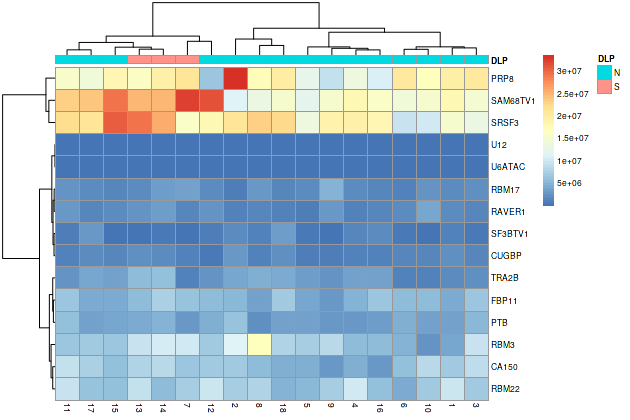 DLP
PRP8
SAM68TV1
SRSF3
U12
U6ATAC
RBM17
RAVER1
SF3BTV1
CUGBP
TRA2B
FBP11
PTB
RBM3
CA150
RBM22
11 17 15 13 14 7 12 2 8 18 5 9 4 16 6 10 1 3
3e+07
2.5e+07
2e+07
1.5e+07
1e+07
5e+06
DLP
N
S